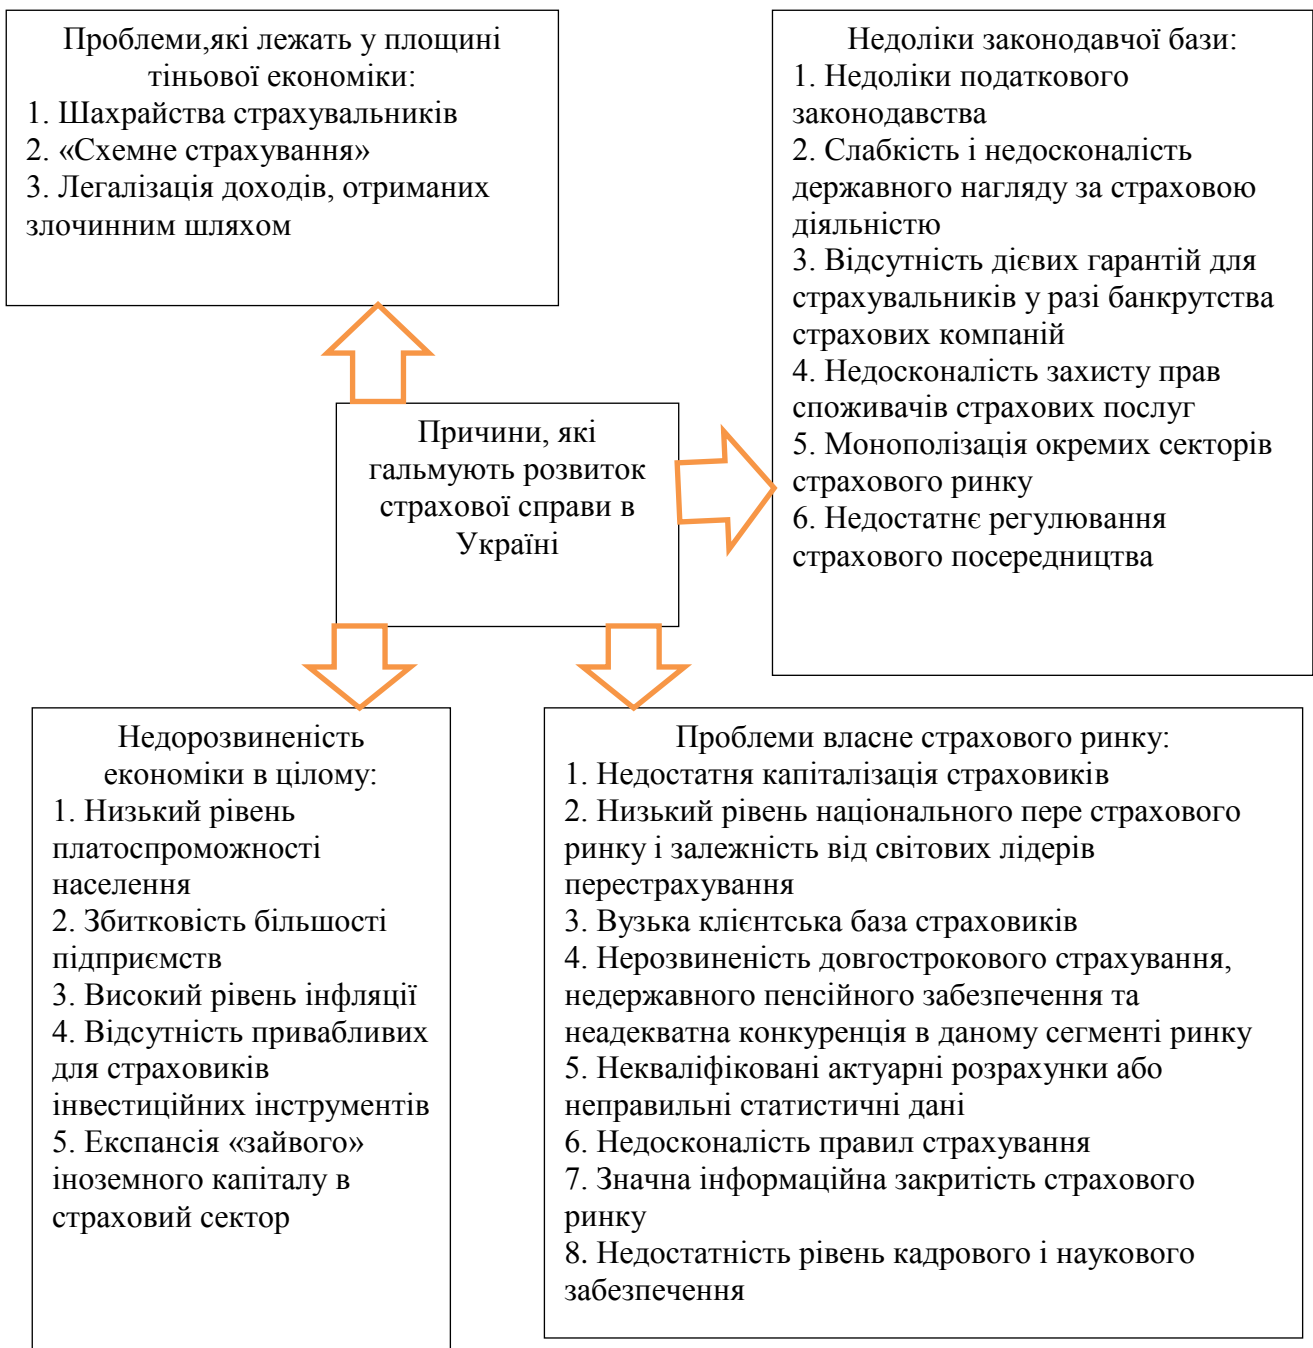 Проблеми,які лежать у площині
тіньової економіки:
1. Шахрайства страхувальників
2. «Схемне страхування»
3. Легалізація доходів, отриманих
злочинним шляхом
Недоліки законодавчої бази:
1. Недоліки податкового
законодавства
2. Слабкість і недосконалість
державного нагляду за страховою
діяльністю
3. Відсутність дієвих гарантій для
страхувальників у разі банкрутства
страхових компаній
4. Недосконалість захисту прав
споживачів страхових послуг
5. Монополізація окремих секторів
страхового ринку
6. Недостатнє регулювання
страхового посередництва
Причини, які
гальмують розвиток
страхової справи в
Україні
Недорозвиненість
економіки в цілому:
1. Низький рівень
платоспроможності
населення
2. Збитковість більшості
підприємств
3. Високий рівень інфляції
4. Відсутність привабливих
для страховиків
інвестиційних інструментів
5. Експансія «зайвого»
іноземного капіталу в
страховий сектор
Проблеми власне страхового ринку:
1. Недостатня капіталізація страховиків
2. Низький рівень національного пере страхового
ринку і залежність від світових лідерів
перестрахування
3. Вузька клієнтська база страховиків
4. Нерозвиненість довгострокового страхування,
недержавного пенсійного забезпечення та
неадекватна конкуренція в даному сегменті ринку
5. Некваліфіковані актуарні розрахунки або
неправильні статистичні дані
6. Недосконалість правил страхування
7. Значна інформаційна закритість страхового
ринку
8. Недостатність рівень кадрового і наукового
забезпечення